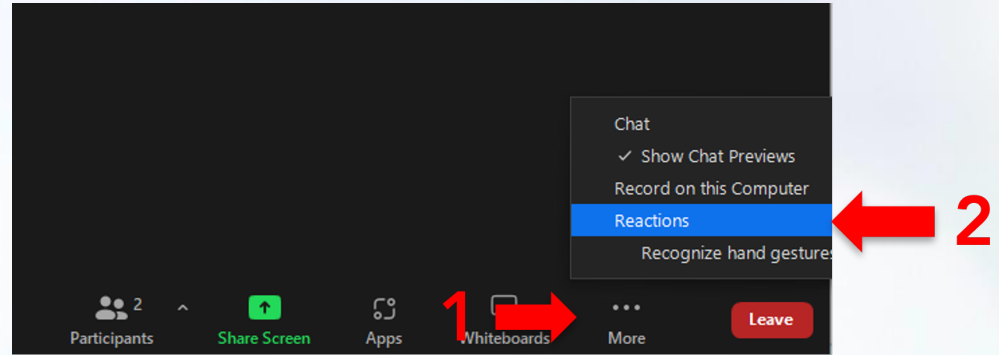 Chat
✓ Show Chat Previews
Record on this Computer
Reactions
Recognize hand gestures
2
2
1
Participants
Share Screen
Apps
Whiteboards
More
Leave